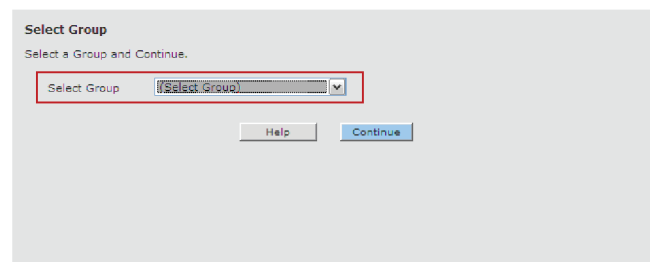 Select Group
Select a Group and Continue.
Select Group (Select Group)
Help Continue